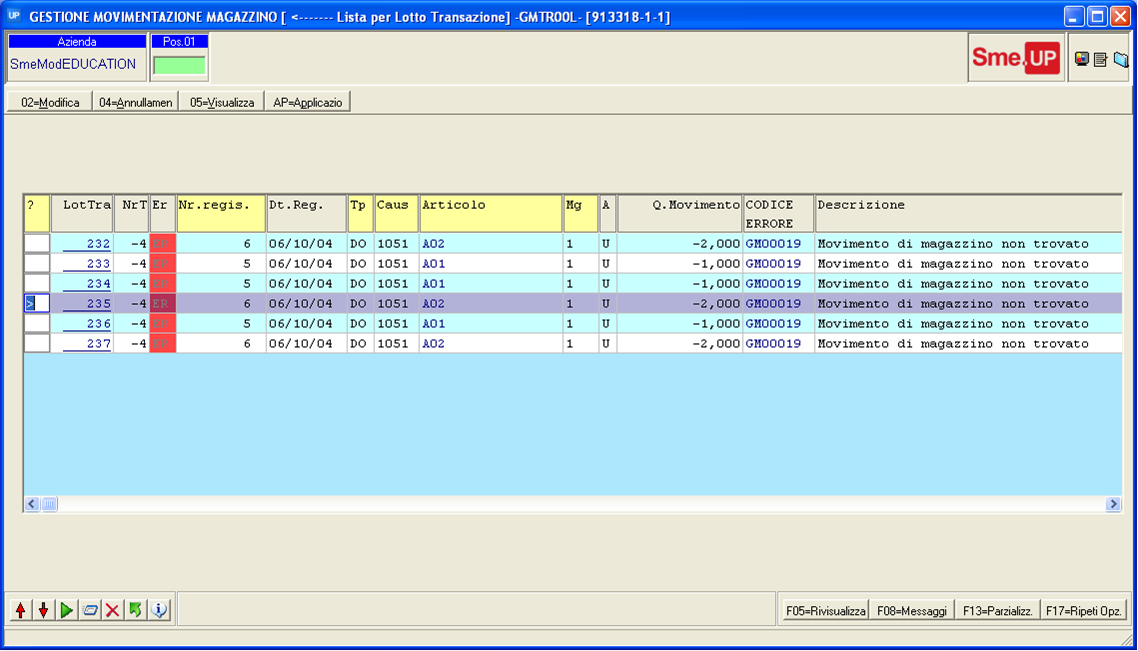 UP GESTIONE MOVIMENTAZIONE MAGAZZINO [ <------- Lista per Lotto Transazione] -GMTR00L- [913318-1-1]
Azienda Pos.01
SmeModEDUCATION
Sme.UP
02=Modifica 04=Annullamen 05=Visualizza AP=Applicazio
? LotTra NrT Er Nr.regis. Dt.Reg. Tp Caus Articolo Mg A Q.Movimento CODICE Descrizione
ERRORE
232 -4 ER 6 06/10/04 DO 1051 A02 1 U -2,000 GM00019 Movimento di magazzino non trovato
233 -4 ER 5 06/10/04 DO 1051 A01 1 U -1,000 GM00019 Movimento di magazzino non trovato
234 -4 ER 5 06/10/04 DO 1051 A01 1 U -1,000 GM00019 Movimento di magazzino non trovato
> 235 -4 ER 6 06/10/04 DO 1051 A02 1 U -2,000 GM00019 Movimento di magazzino non trovato
236 -4 ER 5 06/10/04 DO 1051 A01 1 U -1,000 GM00019 Movimento di magazzino non trovato
237 -4 ER 6 06/10/04 DO 1051 A02 1 U -2,000 GM00019 Movimento di magazzino non trovato
F05=Rivisualizza F08=Messaggi F13=Parzializz. F17=Ripeti Opz.